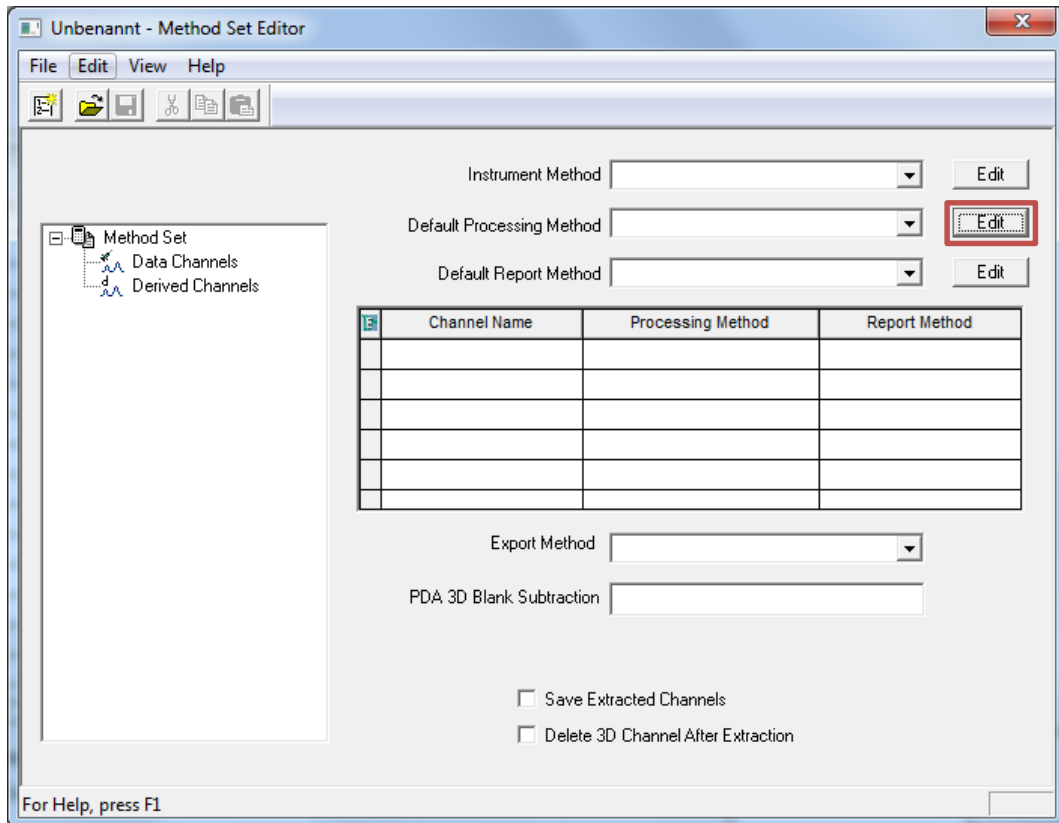 Unbenannt - Method Set Editor
File Edit View Help
Instrument Method Edit
Default Processing Method Edit
Default Report Method Edit
Method Set
Data Channels
Derived Channels
Channel Name Processing Method Report Method
Export Method
PDA 3D Blank Subtraction
Save Extracted Channels
Delete 3D Channel After Extraction
For Help, press F1